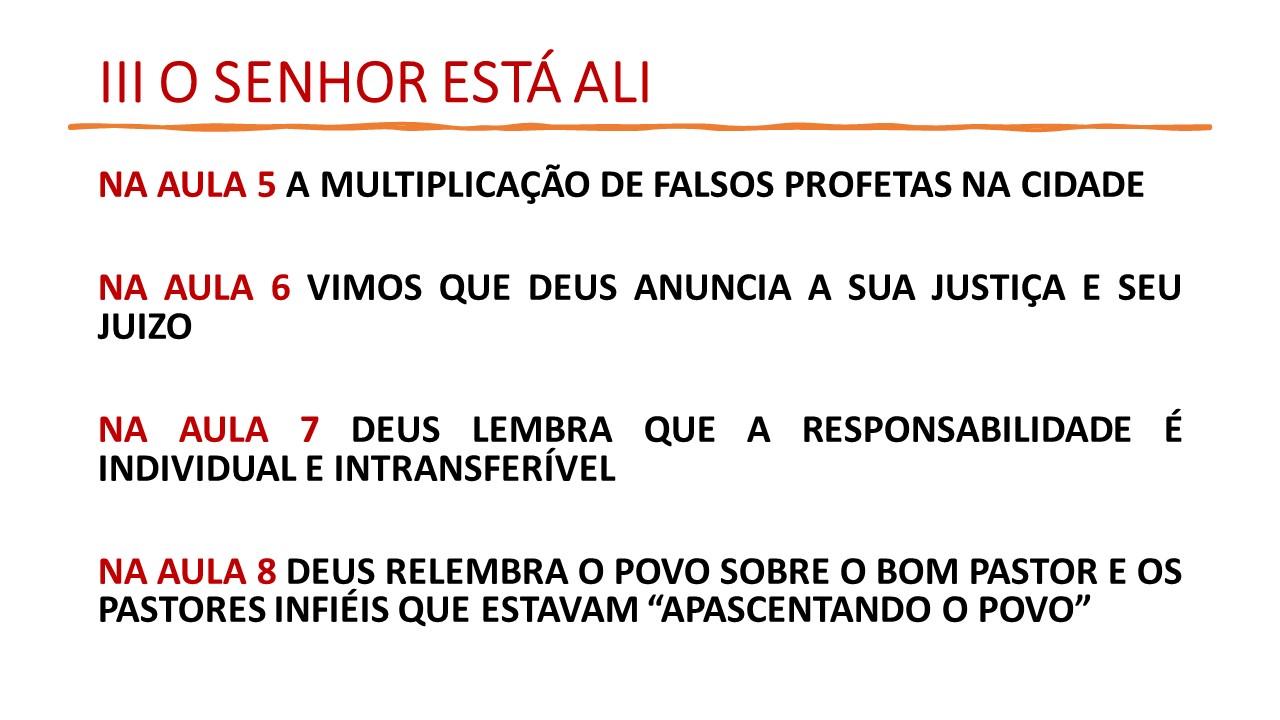 III O SENHOR ESTÁ ALI
NA AULA 5 A MULTIPLICAÇÃO DE FALSOS PROFETAS NA CIDADE
NA AULA 6 VIMOS QUE DEUS ANUNCIA A SUA JUSTIÇA E SEU
JUIZO
NA AULA 7 DEUS LEMBRA QUE A RESPONSABILIDADE É
INDIVIDUAL E INTRANSFERÍVEL
NA AULA 8 DEUS RELEMBRA O POVO SOBRE O BOM PASTOR E OS
PASTORES INFIÉIS QUE ESTAVAM “APASCENTANDO O POVO”